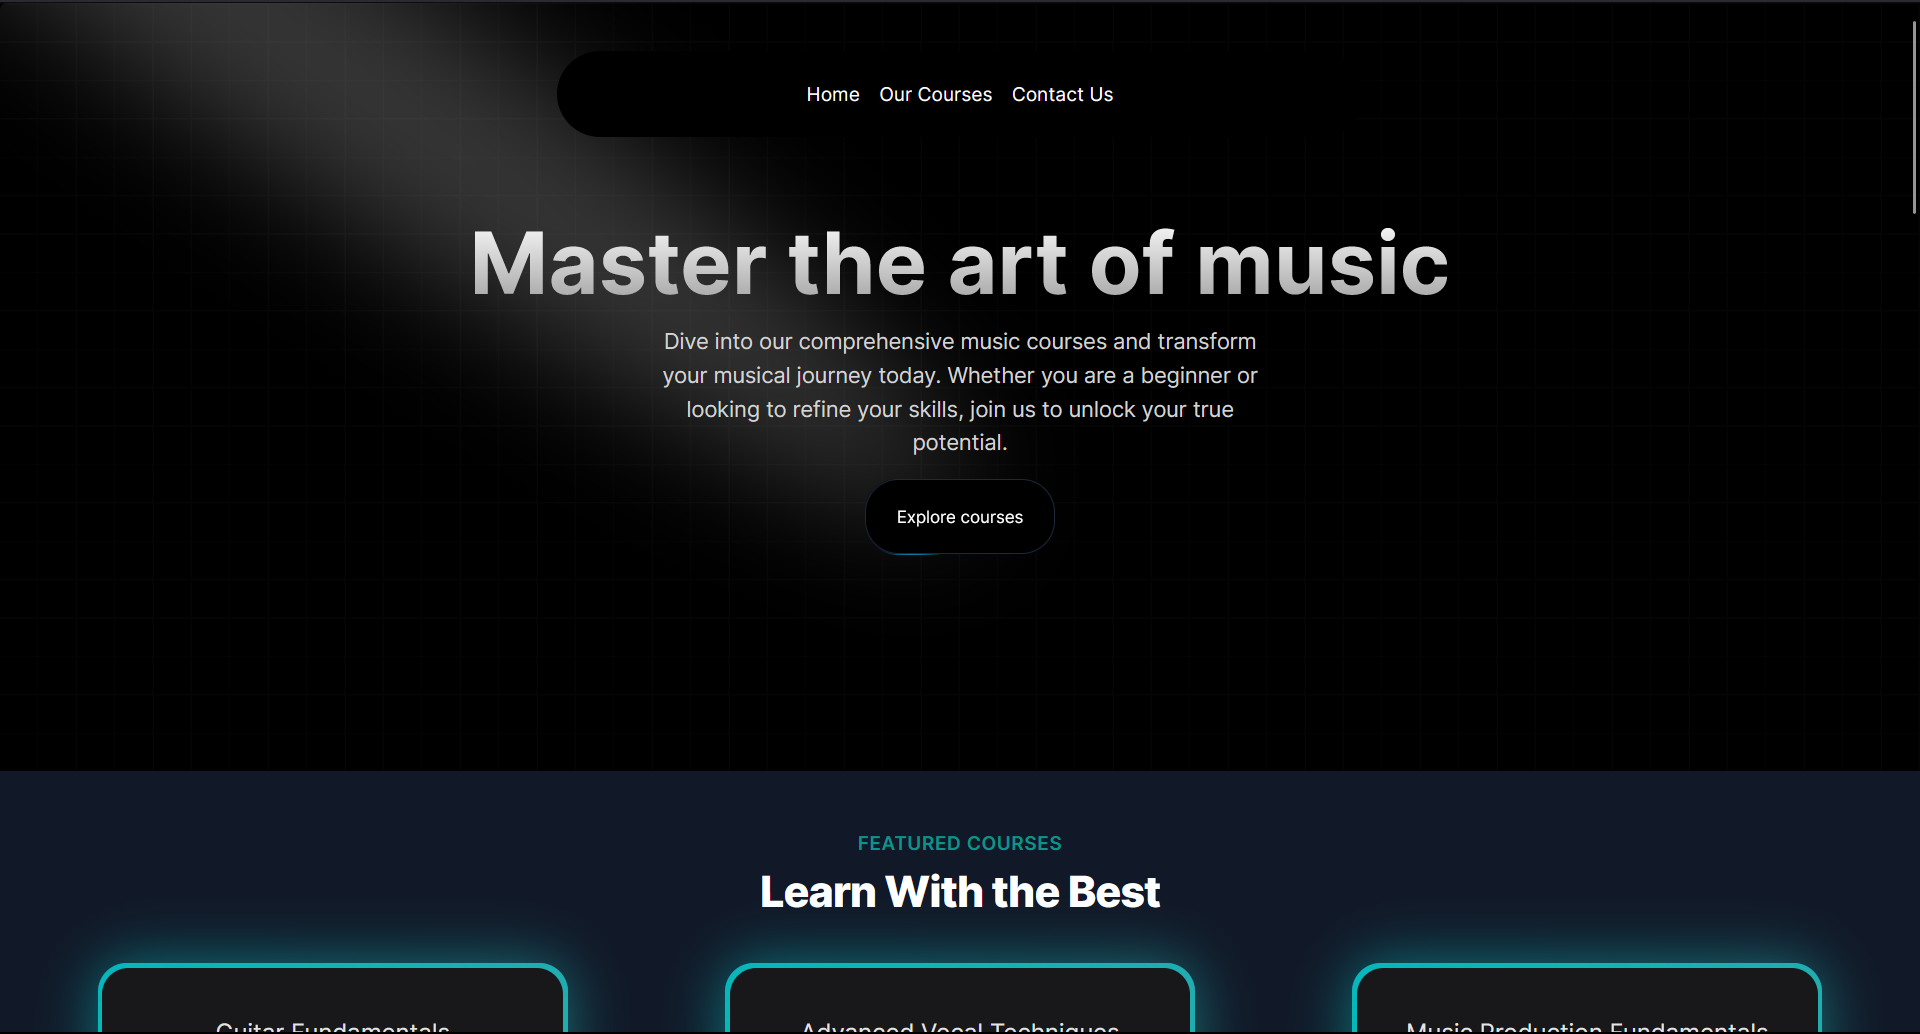 Home Our Courses Contact Us
Master the art of music
Dive into our comprehensive music courses and transform
your musical journey today. Whether you are a beginner or
looking to refine your skills, join us to unlock your true
potential.
Explore courses
FEATURED COURSES
Learn With the Best
Guitar Fundamentals Advanced Vocal Techniques Music Production Fundamentals